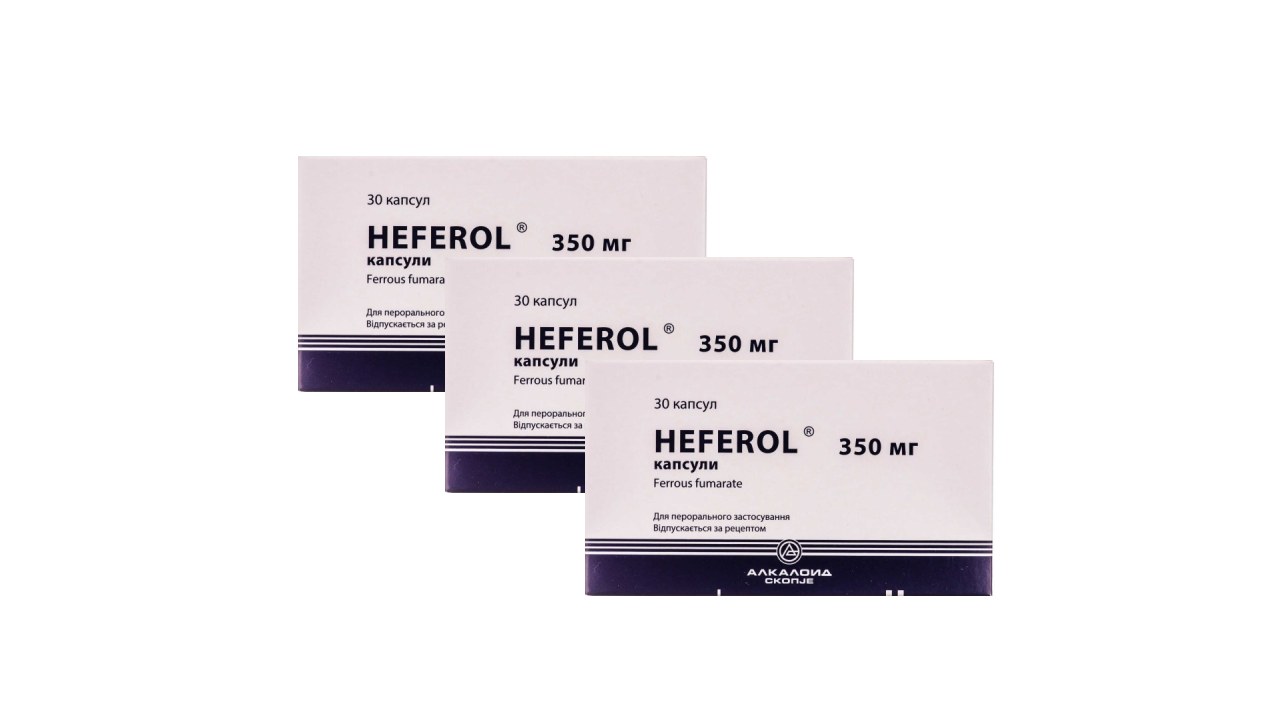 30 капсул
HEFEROL® 350 мг
капсули
Ferrous fumara
Для перорального
Відпускається за
30 капсул
HEFEROL® 350 мг
капсули
Ferrous fumar
Для перорально
Відпускається за
30 капсул
HEFEROL® 350 мг
капсули
Ferrous fumarate
Для перорального застосування
Відпускається за рецептом
АЛКАЛОИД
СКОПЈЕ